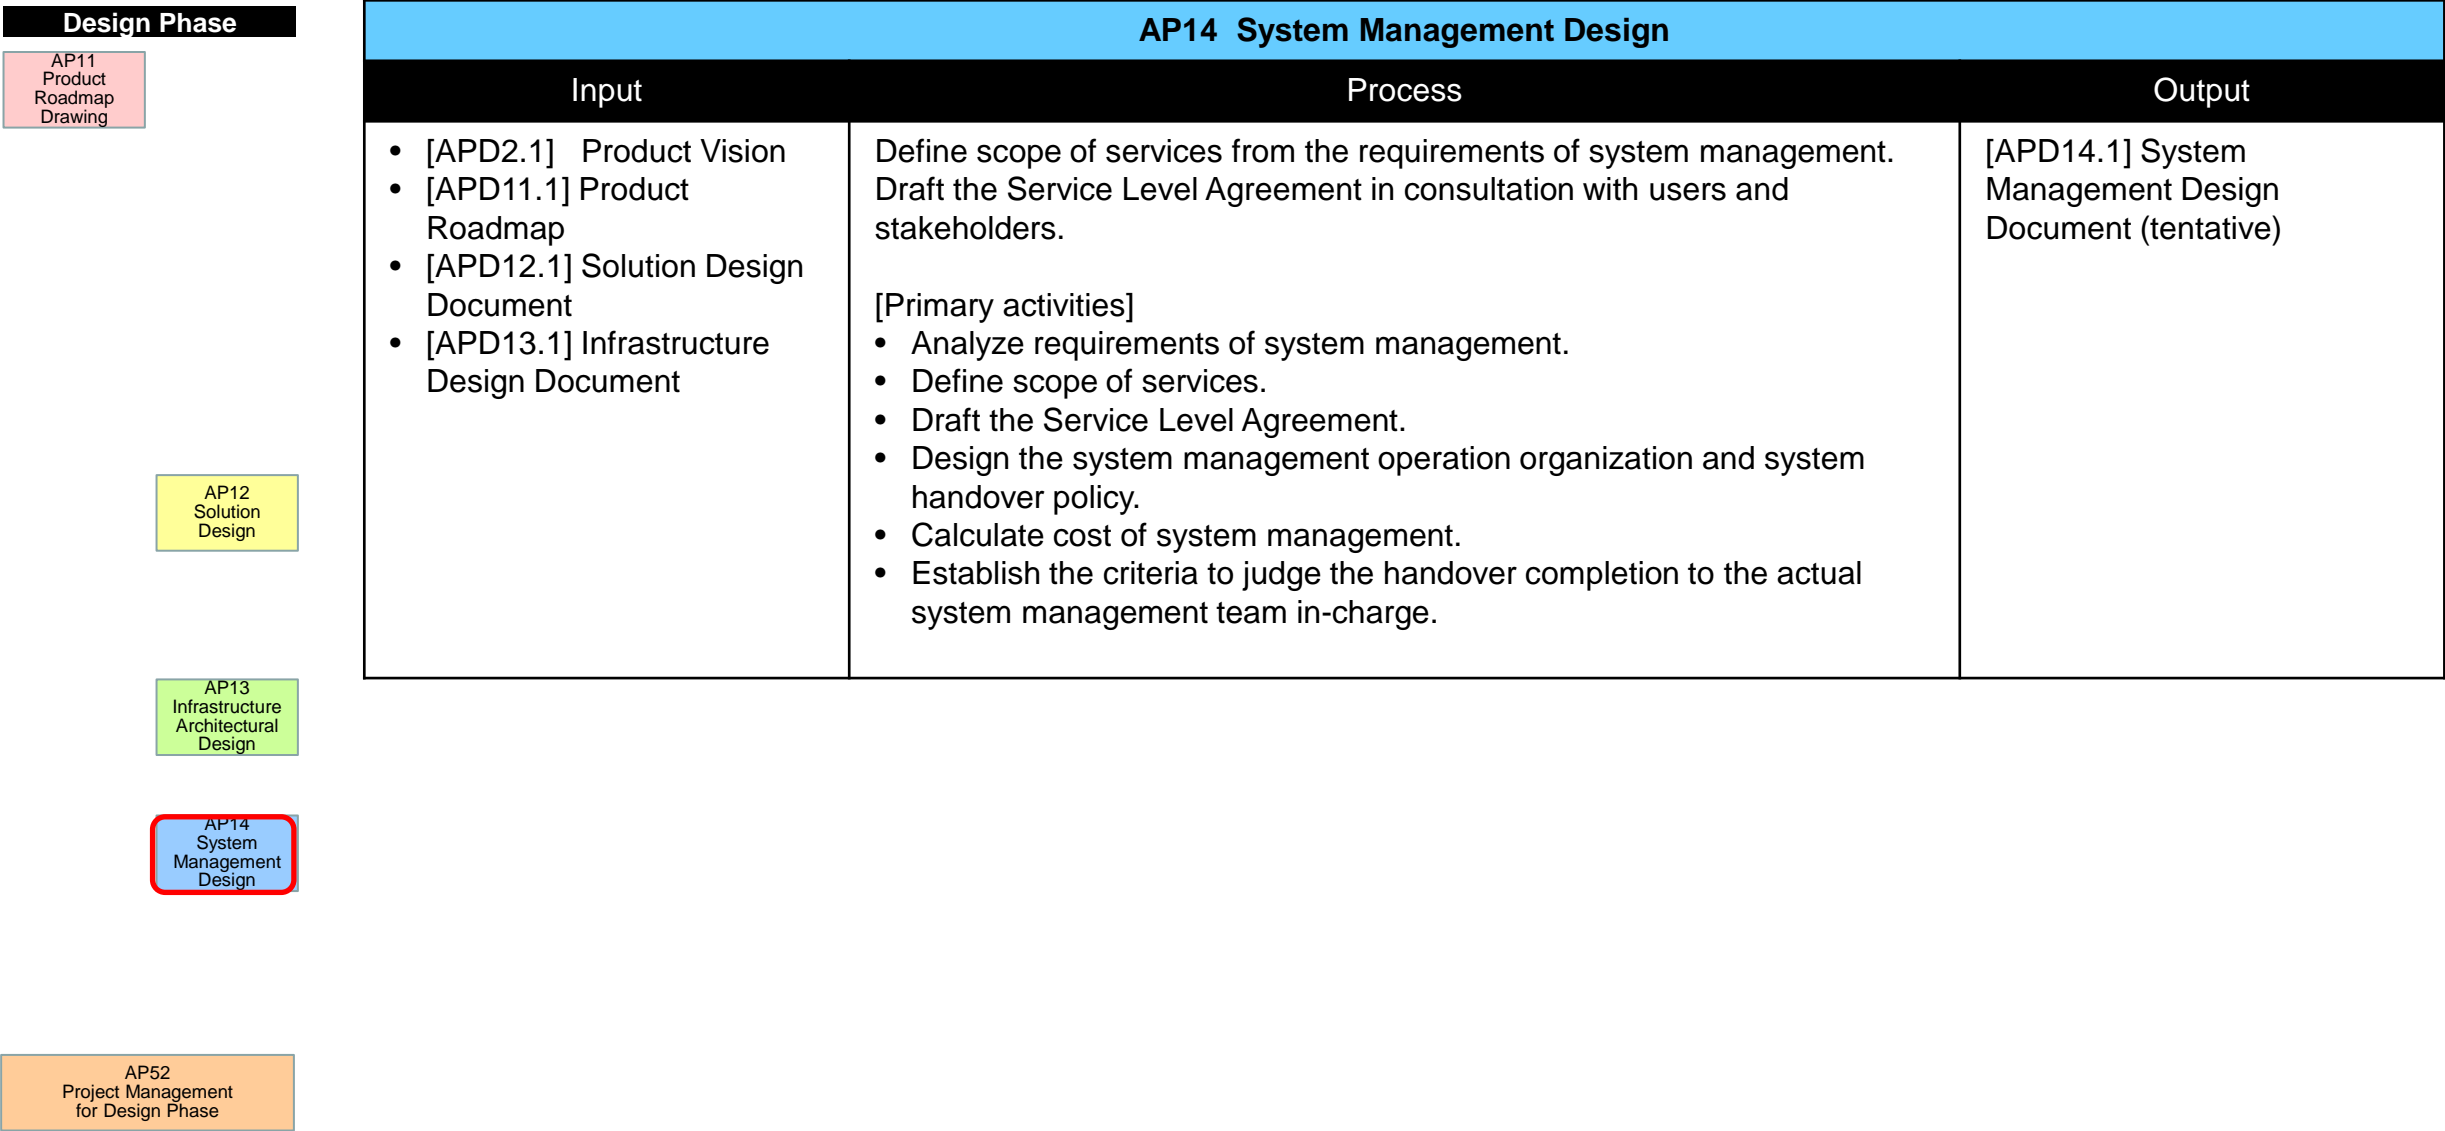 Design Phase
AP11
Product
Roadmap
Drawing
AP12
Solution
Design
AP13
Infrastructure
Architectural
Design
AP14
System
Management
Design
AP52
Project Management
for Design Phase
AP14 System Management Design
Input
Process
Output
• [APD2.1] Product Vision
• [APD11.1] Product
Roadmap
• [APD12.1] Solution Design
Document
• [APD13.1] Infrastructure
Design Document
Define scope of services from the requirements of system management.
Draft the Service Level Agreement in consultation with users and
stakeholders.
[Primary activities]
• Analyze requirements of system management.
• Define scope of services.
• Draft the Service Level Agreement.
• Design the system management operation organization and system
handover policy.
• Calculate cost of system management.
• Establish the criteria to judge the handover completion to the actual
system management team in-charge.
[APD14.1] System
Management Design
Document (tentative)